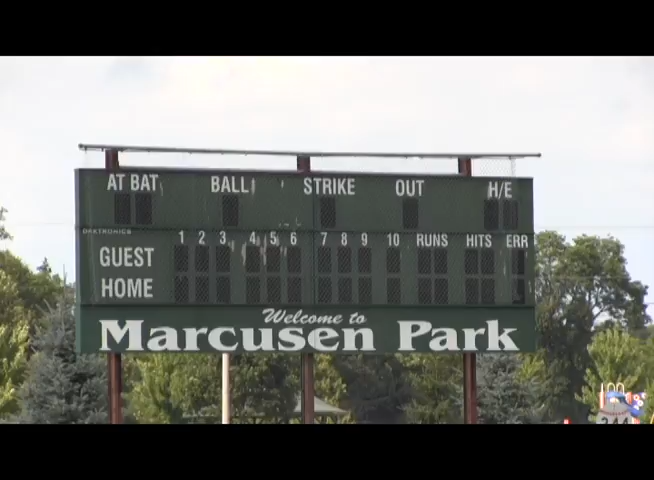 AT BAT BALL STRIKE OUT H/E
DAKTRONICS
1 2 3 4 5 6 7 8 9 10 RUNS HITS ERR
GUEST
HOME
Welcome to
Marcusen Park